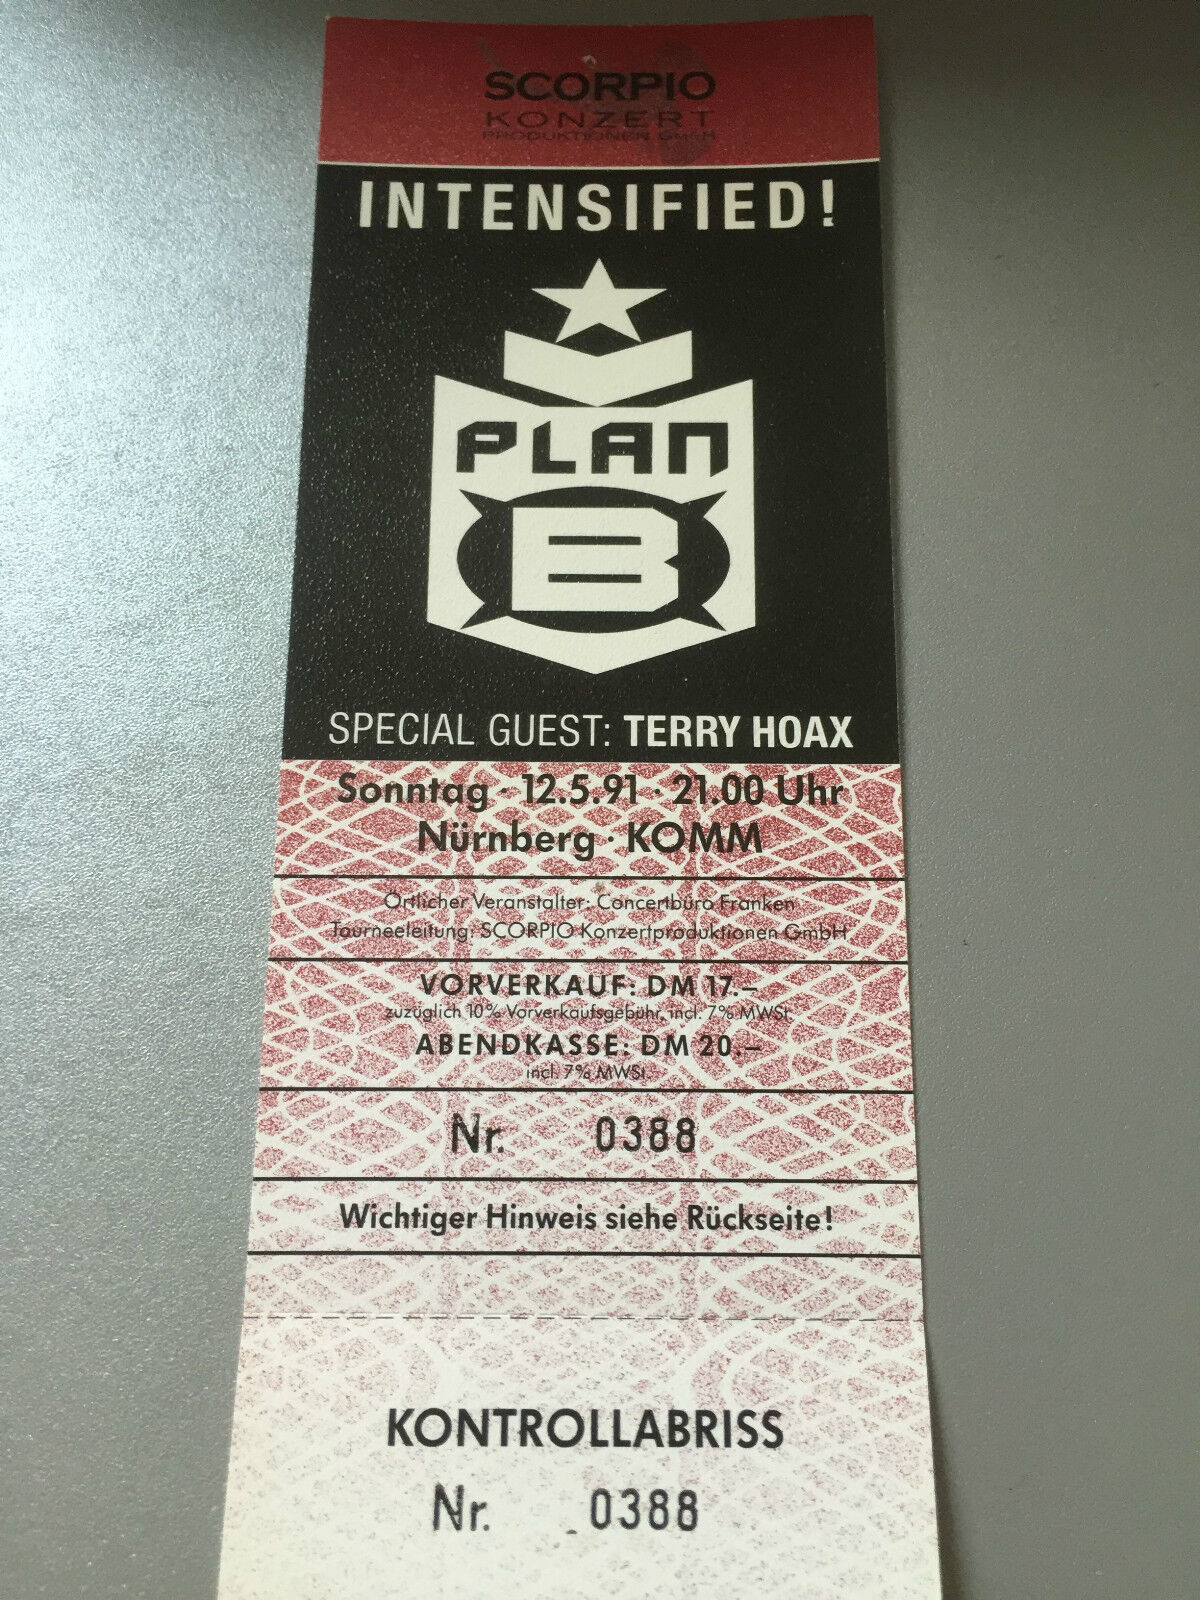 SCORPIO
KONZERT
PRODUKTIONEN GmbH
INTENSIFIED!
PLAN
B
SPECIAL GUEST: TERRY HOAX
Sonntag · 12.5.91 · 21.00 Uhr
Nürnberg · KOMM
Örtlicher Veranstalter: Concertbüro Franken
Tourneeleitung: SCORPIO Konzertproduktionen GmbH
VORVERKAUF: DM 17.–
zuzüglich 10% Vorverkaufsgebühr, incl. 7% MWSt.
ABENDKASSE: DM 20.–
incl. 7% MWSt.
Nr. 0388
Wichtiger Hinweis siehe Rückseite!
KONTROLLABRISS
Nr. 0388